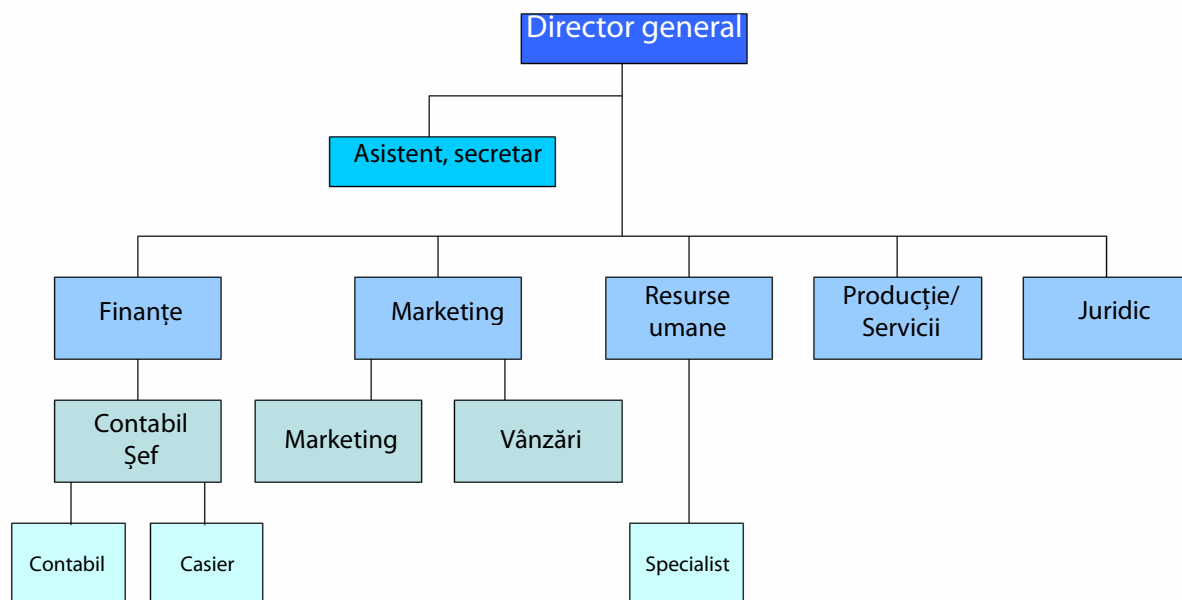 Director general
Asistent, secretar
Finanțe
Marketing
Resurse
umane
Producție/
Servicii
Juridic
Contabil
Șef
Marketing
Vânzări
Contabil
Casier
Specialist